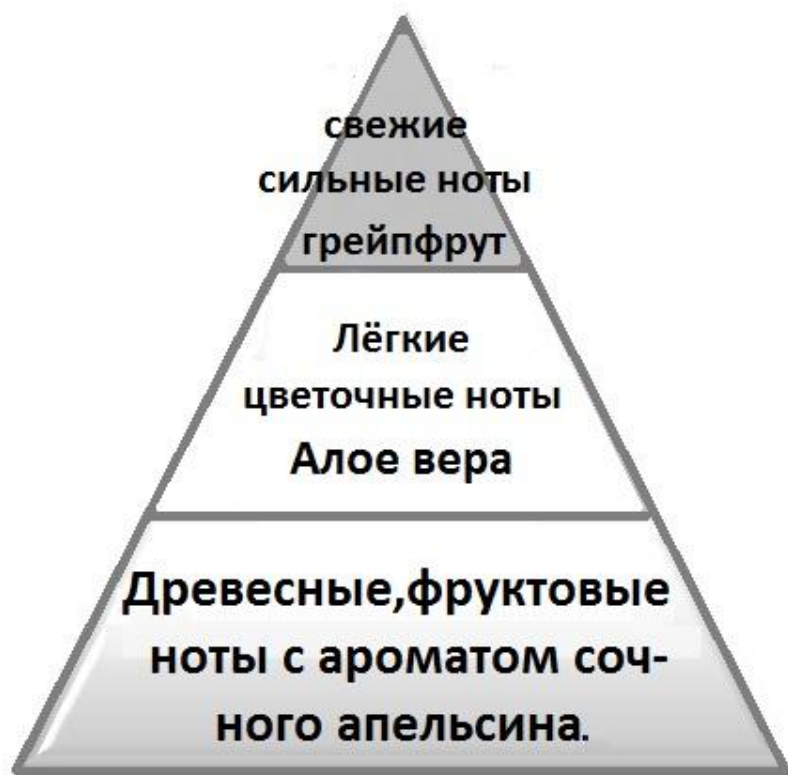 свежие
сильные ноты
грейпфрут
Лёгкие
цветочные ноты
Алое вера
Древесные,фруктовые
ноты с ароматом соч-
ного апельсина.